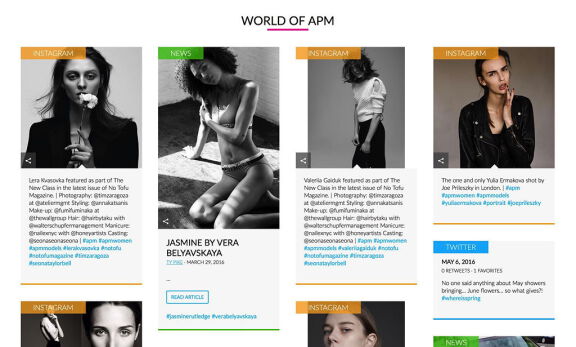 WORLD OF APM
INSTAGRAM
Lera Kvasovka featured as part of The
New Class in the latest issue of No Tofu
Magazine. | Photography: @timzaragoza
at @ateliermgmt Styling: @annakatsanis
Make-up: @fumifuminaka at
@thewallgroup Hair: @hairbytaku with
@walterschupfermanagement Manicure:
@naileenyc with @honeyartists Casting:
@seonaseonaseona | #apm #apmwomen
#apmmodels #lerakvasovka #notofu
#notofumagazine #timzaragoza
#seonataylorbell
INSTAGRAM
NEWS
JASMINE BY VERA
BELYAVSKAYA
TY PIKE - MARCH 29, 2016
...
READ ARTICLE
#jasminerutledge #verabelyavskaya
INSTAGRAM
Valeriia Gaiduk featured as part of The
New Class in the latest issue of No Tofu
Magazine. | Photography: @timzaragoza
at @ateliermgmt Styling: @annakatsanis
Make-up: @fumifuminaka at
@thewallgroup Hair: @hairbytaku with
@walterschupfermanagement Manicure:
@naileenyc with @honeyartists Casting:
@seonaseonaseona | #apm #apmwomen
#apmmodels #valeriiagaiduk #notofu
#notofumagazine #timzaragoza
#seonataylorbell
INSTAGRAM
INSTAGRAM
The one and only Yulia Ermakova shot by
Joe Prileszky in London. | #apm
#apmwomen #apmmodels
#yuliaermakova #portrait #joeprileszky
TWITTER
MAY 6, 2016
0 RETWEETS · 1 FAVORITES
No one said anything about May showers
bringing... June flowers... so what gives?!
#whereisspring
NEWS